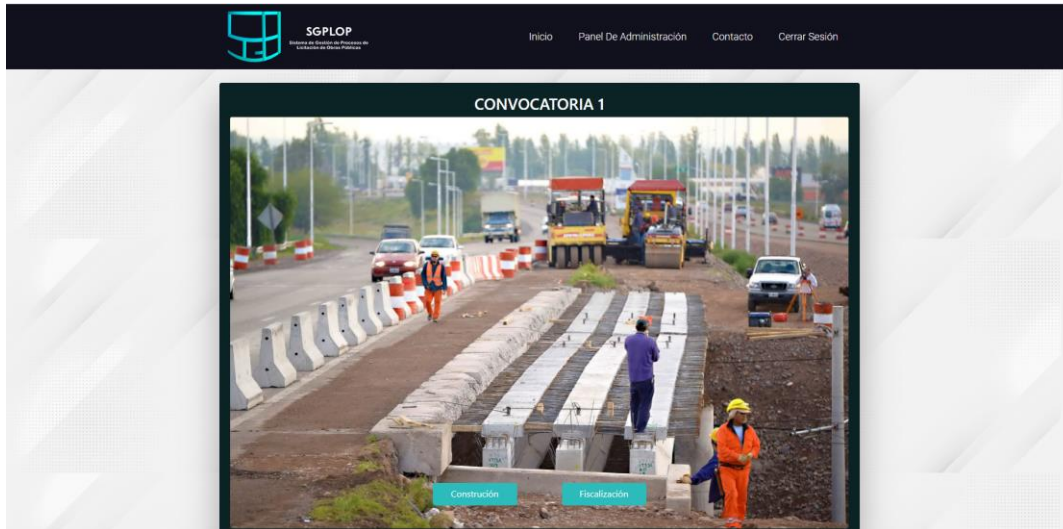 SGPLOP
Sistema de Gestión de Procesos de
Licitación de Obras Públicas
Inicio Panel De Administración Contacto Cerrar Sesión
CONVOCATORIA 1
Construción Fiscalización